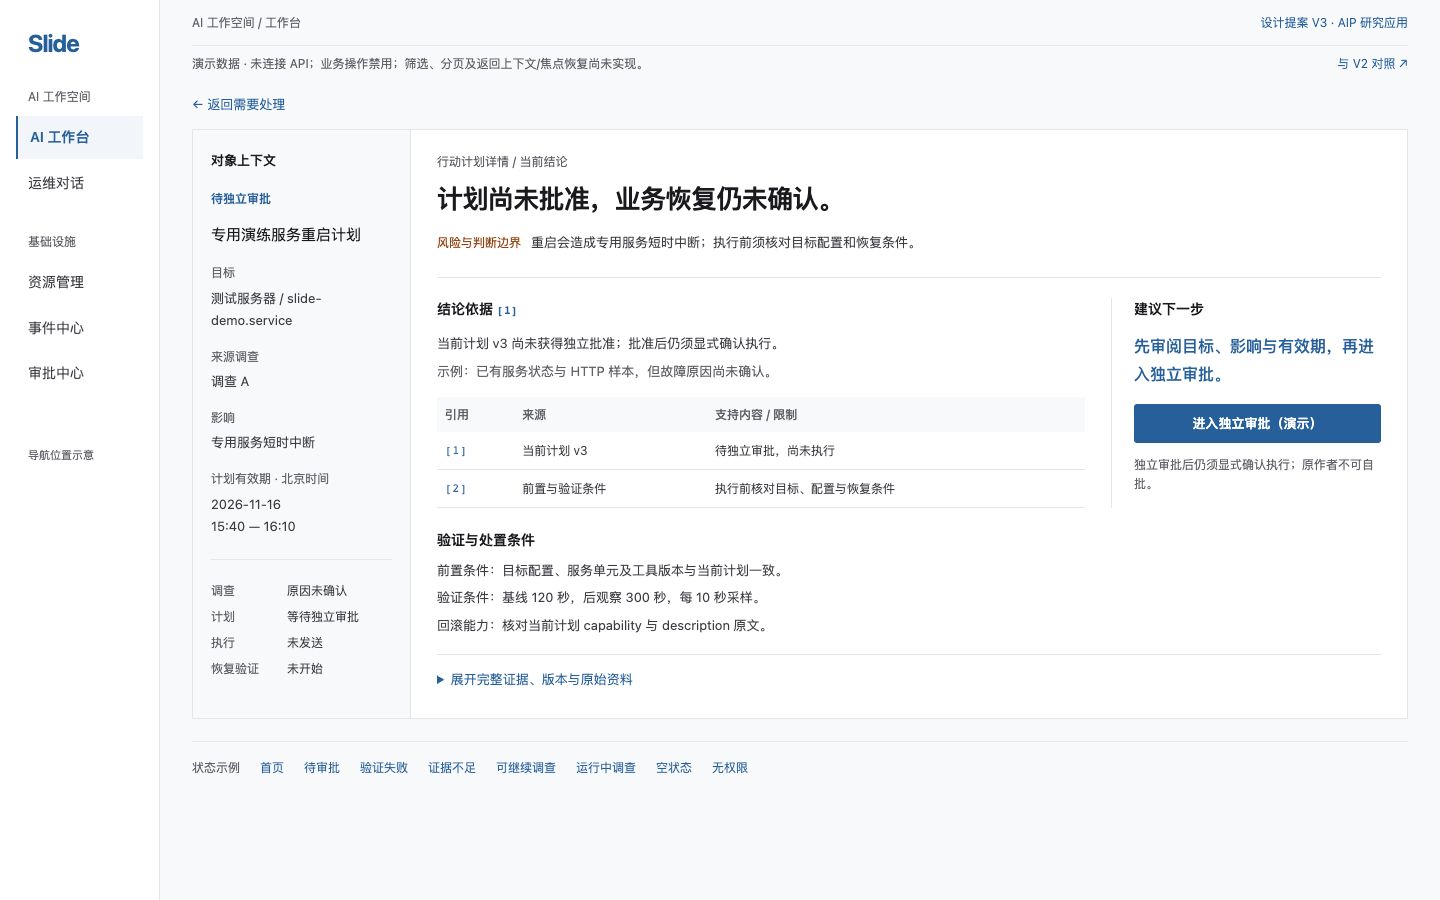 Slide
AI 工作空间
AI 工作台
运维对话
基础设施
资源管理
事件中心
审批中心
导航位置示意
AI 工作空间 / 工作台
设计提案 V3 · AIP 研究应用
演示数据 · 未连接 API；业务操作禁用；筛选、分页及返回上下文/焦点恢复尚未实现。
与 V2 对照 ↗
← 返回需要处理
对象上下文
待独立审批
专用演练服务重启计划
目标
测试服务器 / slide-
demo.service
来源调查
调查 A
影响
专用服务短时中断
计划有效期 · 北京时间
2026-11-16
15:40 — 16:10
调查 原因未确认
计划 等待独立审批
执行 未发送
恢复验证 未开始
行动计划详情 / 当前结论
计划尚未批准，业务恢复仍未确认。
风险与判断边界 重启会造成专用服务短时中断；执行前须核对目标配置和恢复条件。
结论依据 [1]
当前计划 v3 尚未获得独立批准；批准后仍须显式确认执行。
示例：已有服务状态与 HTTP 样本，但故障原因尚未确认。
引用 来源 支持内容 / 限制
[1] 当前计划 v3 待独立审批，尚未执行
[2] 前置与验证条件 执行前核对目标、配置与恢复条件
建议下一步
先审阅目标、影响与有效期，再进
入独立审批。
进入独立审批（演示）
独立审批后仍须显式确认执行；原作者不可自
批。
验证与处置条件
前置条件：目标配置、服务单元及工具版本与当前计划一致。
验证条件：基线 120 秒，后观察 300 秒，每 10 秒采样。
回滚能力：核对当前计划 capability 与 description 原文。
▶ 展开完整证据、版本与原始资料
状态示例 首页 待审批 验证失败 证据不足 可继续调查 运行中调查 空状态 无权限